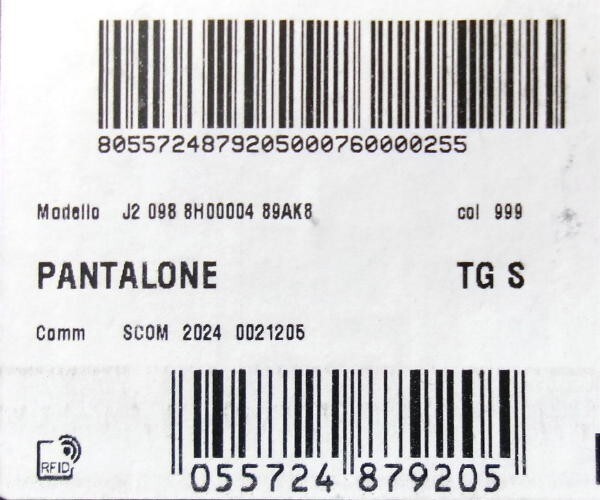 8055724879205000760000255
Modello J2 098 8H00004 89AK8 col 999
PANTALONE TG S
Comm SCOM 2024 0021205
RFID
055724 879205